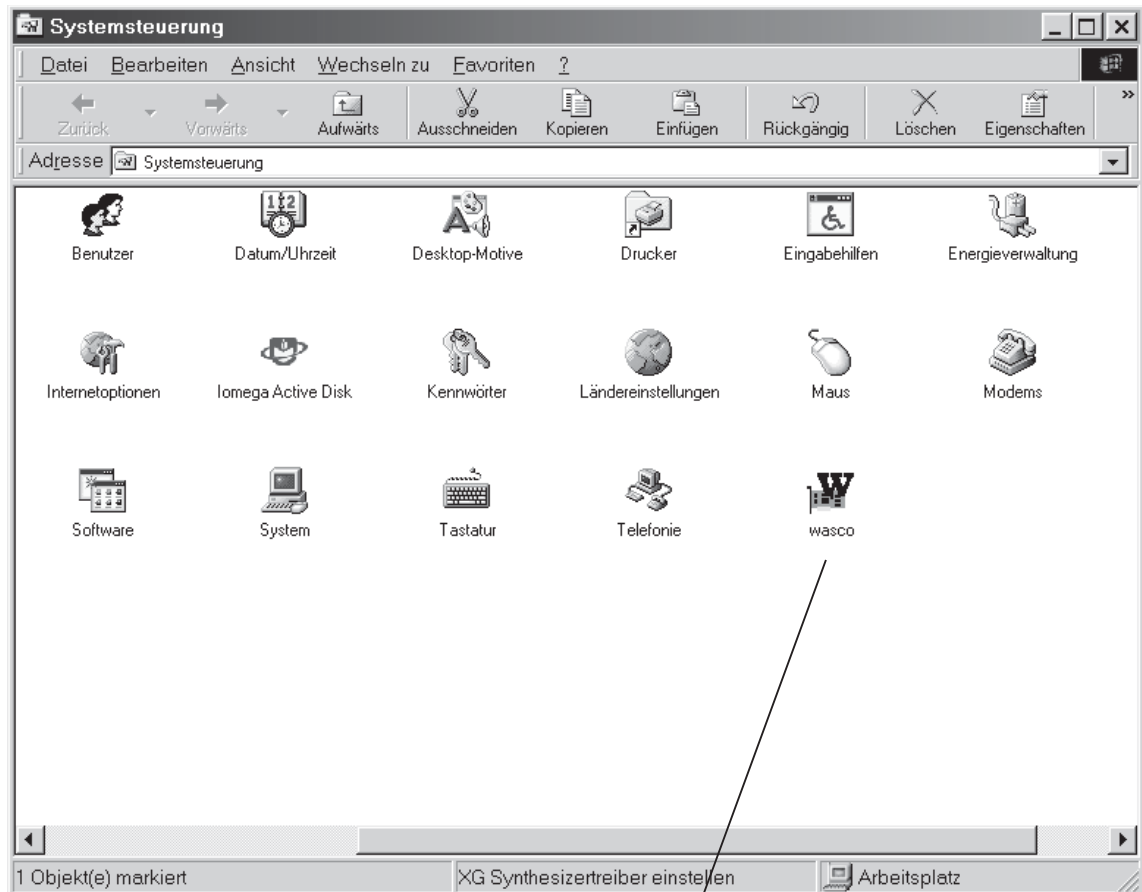 Systemsteuerung
Datei Bearbeiten Ansicht Wechseln zu Favoriten ?
Zurück Vorwärts Aufwärts Ausschneiden Kopieren Einfügen Rückgängig Löschen Eigenschaften »
Adresse Systemsteuerung
Benutzer Datum/Uhrzeit Desktop-Motive Drucker Eingabehilfen Energieverwaltung
Internetoptionen Iomega Active Disk Kennwörter Ländereinstellungen Maus Modems
Software System Tastatur Telefonie wasco
1 Objekt(e) markiert XG Synthesizertreiber einstellen Arbeitsplatz